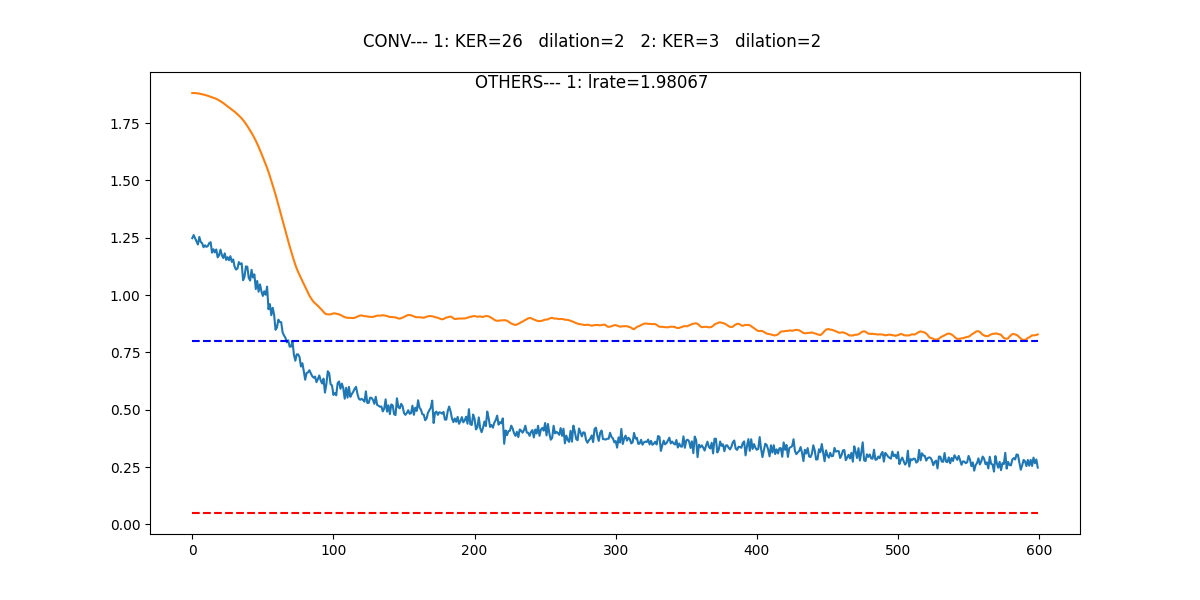 CONV--- 1: KER=26   dilation=2   2: KER=3   dilation=2
OTHERS--- 1: lrate=1.98067
1.75
1.50
1.25
1.00
0.75
0.50
0.25
0.00
0 100 200 300 400 500 600